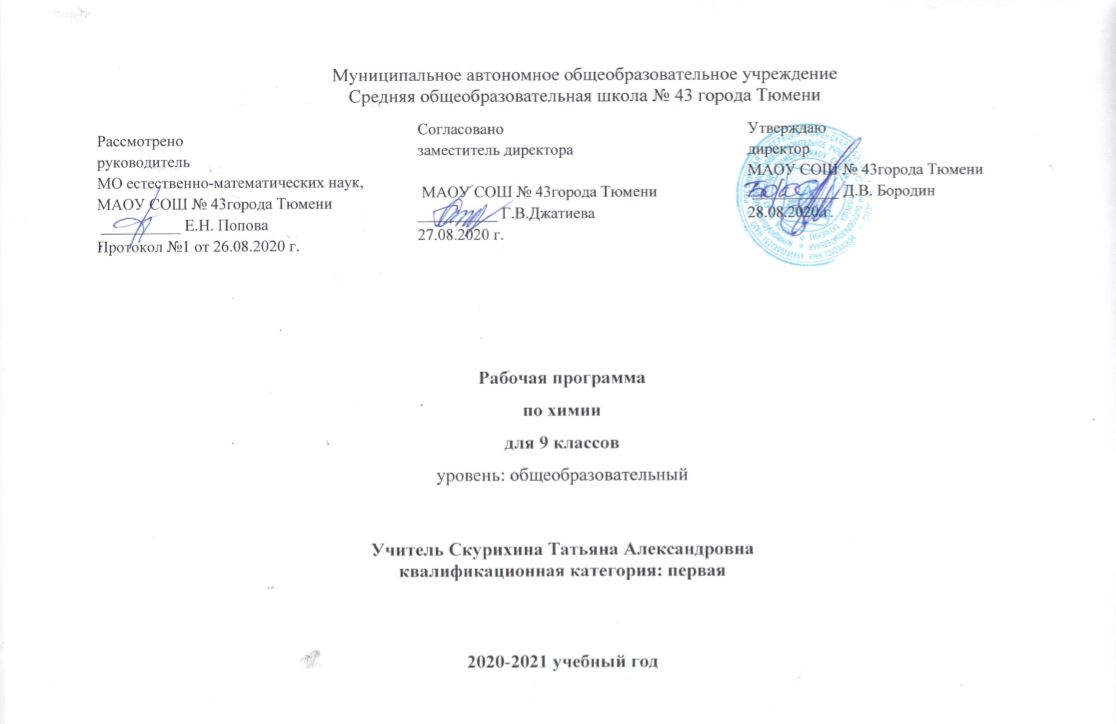 Муниципальное автономное общеобразовательное учреждение
Средняя общеобразовательная школа № 43 города Тюмени
Рассмотрено
руководитель
МО естественно-математических наук,
МАОУ СОШ № 43города Тюмени
__________ Е.Н. Попова
Протокол №1 от 26.08.2020 г.
Согласовано
заместитель директора
МАОУ СОШ № 43города Тюмени
__________ Г.В.Джатиева
27.08.2020 г.
Утверждаю
директор
МАОУ СОШ № 43города Тюмени
Д.В. Бородин
28.08.2020 г.
Рабочая программа
по химии
для 9 классов
уровень: общеобразовательный
Учитель Скурихина Татьяна Александровна
квалификационная категория: первая
2020-2021 учебный год